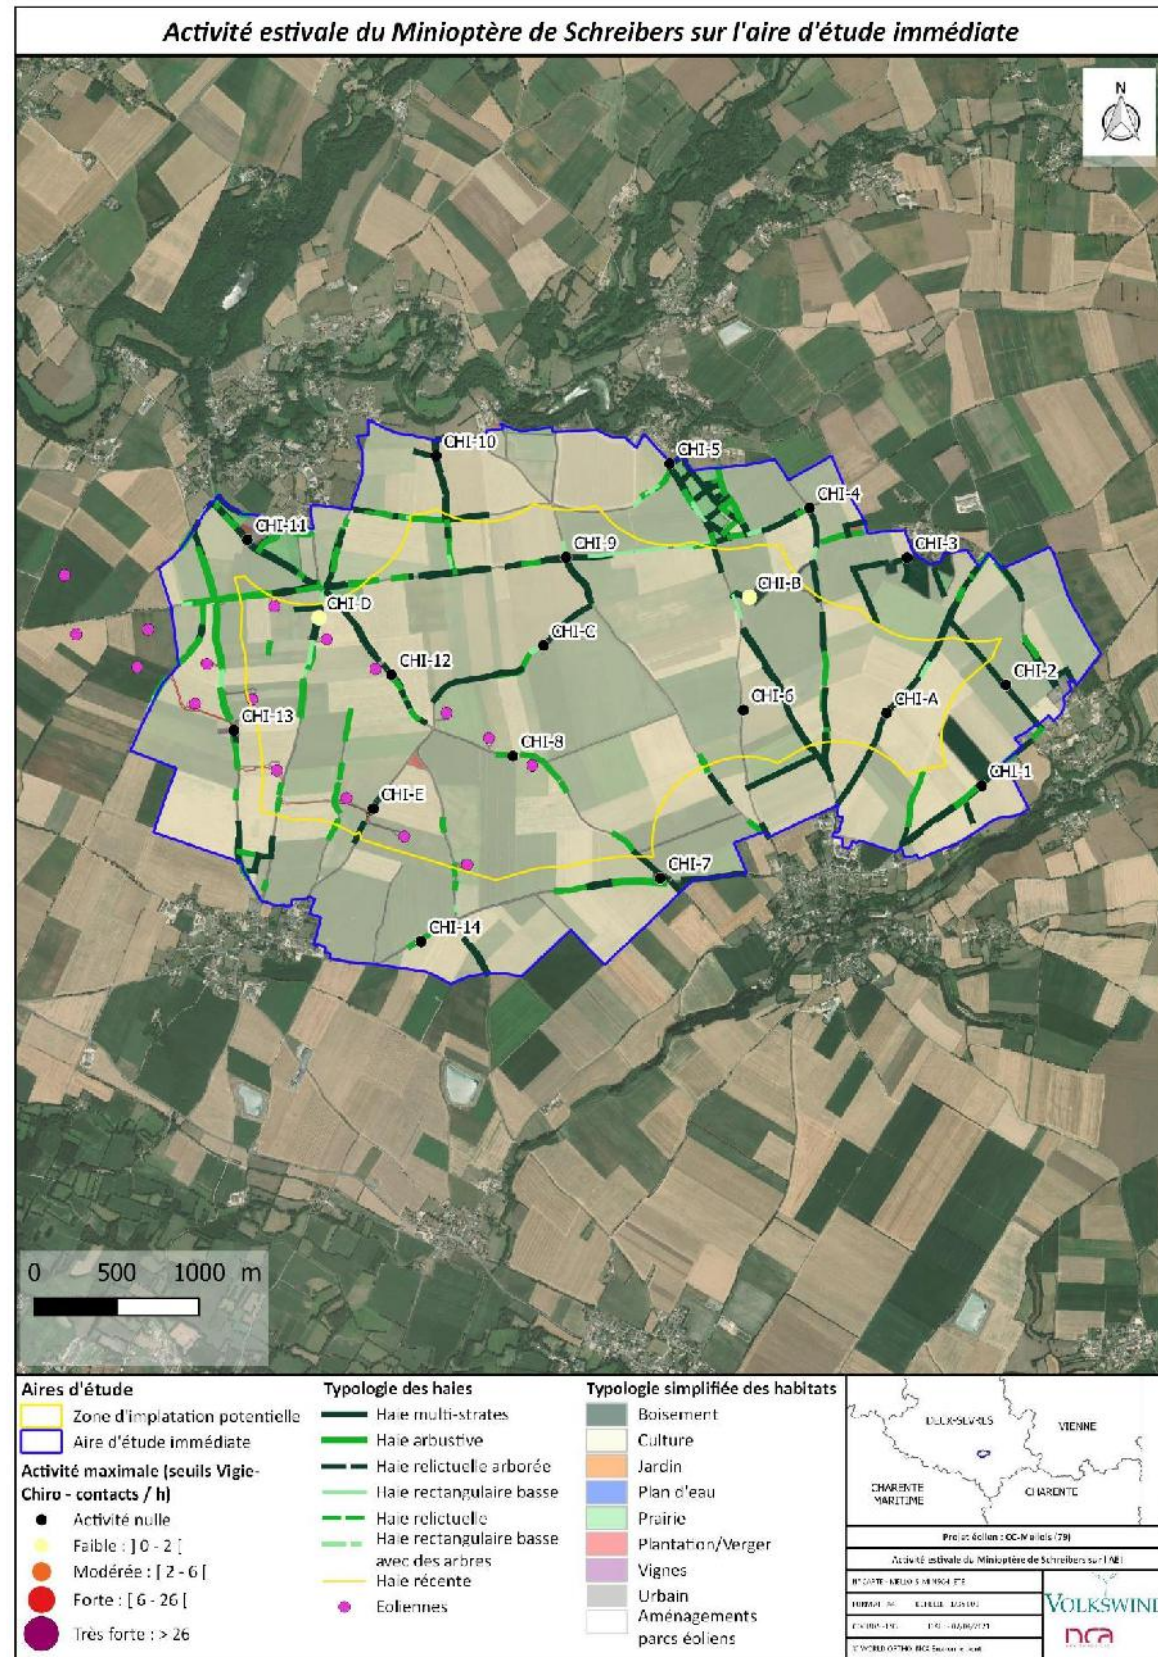 Activité estivale du Minioptère de Schreibers sur l'aire d'étude immédiate
N
CHI-10
CHI-5
CHI-4
CHI-11
CHI-9
CHI-3
CHI-B
CHI-D
CHI-C
CHI-12
CHI-2
CHI-6
CHI-A
CHI-13
CHI-8
CHI-1
CHI-E
CHI-7
CHI-14
0 500 1000 m
Aires d'étude
Zone d'implatation potentielle
Aire d'étude immédiate
Activité maximale (seuils Vigie-
Chiro - contacts / h)
Activité nulle
Faible : ] 0 - 2 [
Modérée : [ 2 - 6 [
Forte : [ 6 - 26 [
Très forte : > 26
Typologie des haies
Haie multi-strates
Haie arbustive
Haie relictuelle arborée
Haie rectangulaire basse
Haie relictuelle
Haie rectangulaire basse
avec des arbres
Haie récente
Eoliennes
Typologie simplifiée des habitats
Boisement
Culture
Jardin
Plan d'eau
Prairie
Plantation/Verger
Vignes
Urbain
Aménagements
parcs éoliens
DEUX-SEVRES
VIENNE
CHARENTE
MARITIME
CHARENTE
Projet éolien :
Activité estivale du Minioptère de Schreibers sur l'AEI
VOLKSWIND
nca